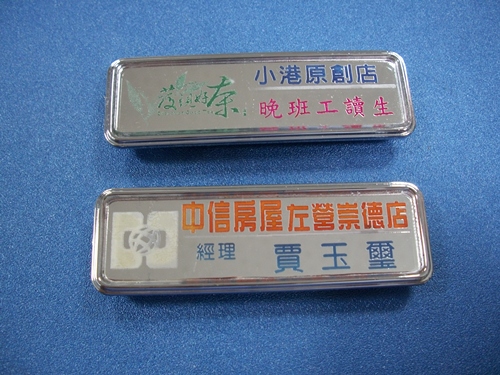 小港原創店
晚班工讀生
中信房屋左營崇德店
經理
賈玉璽